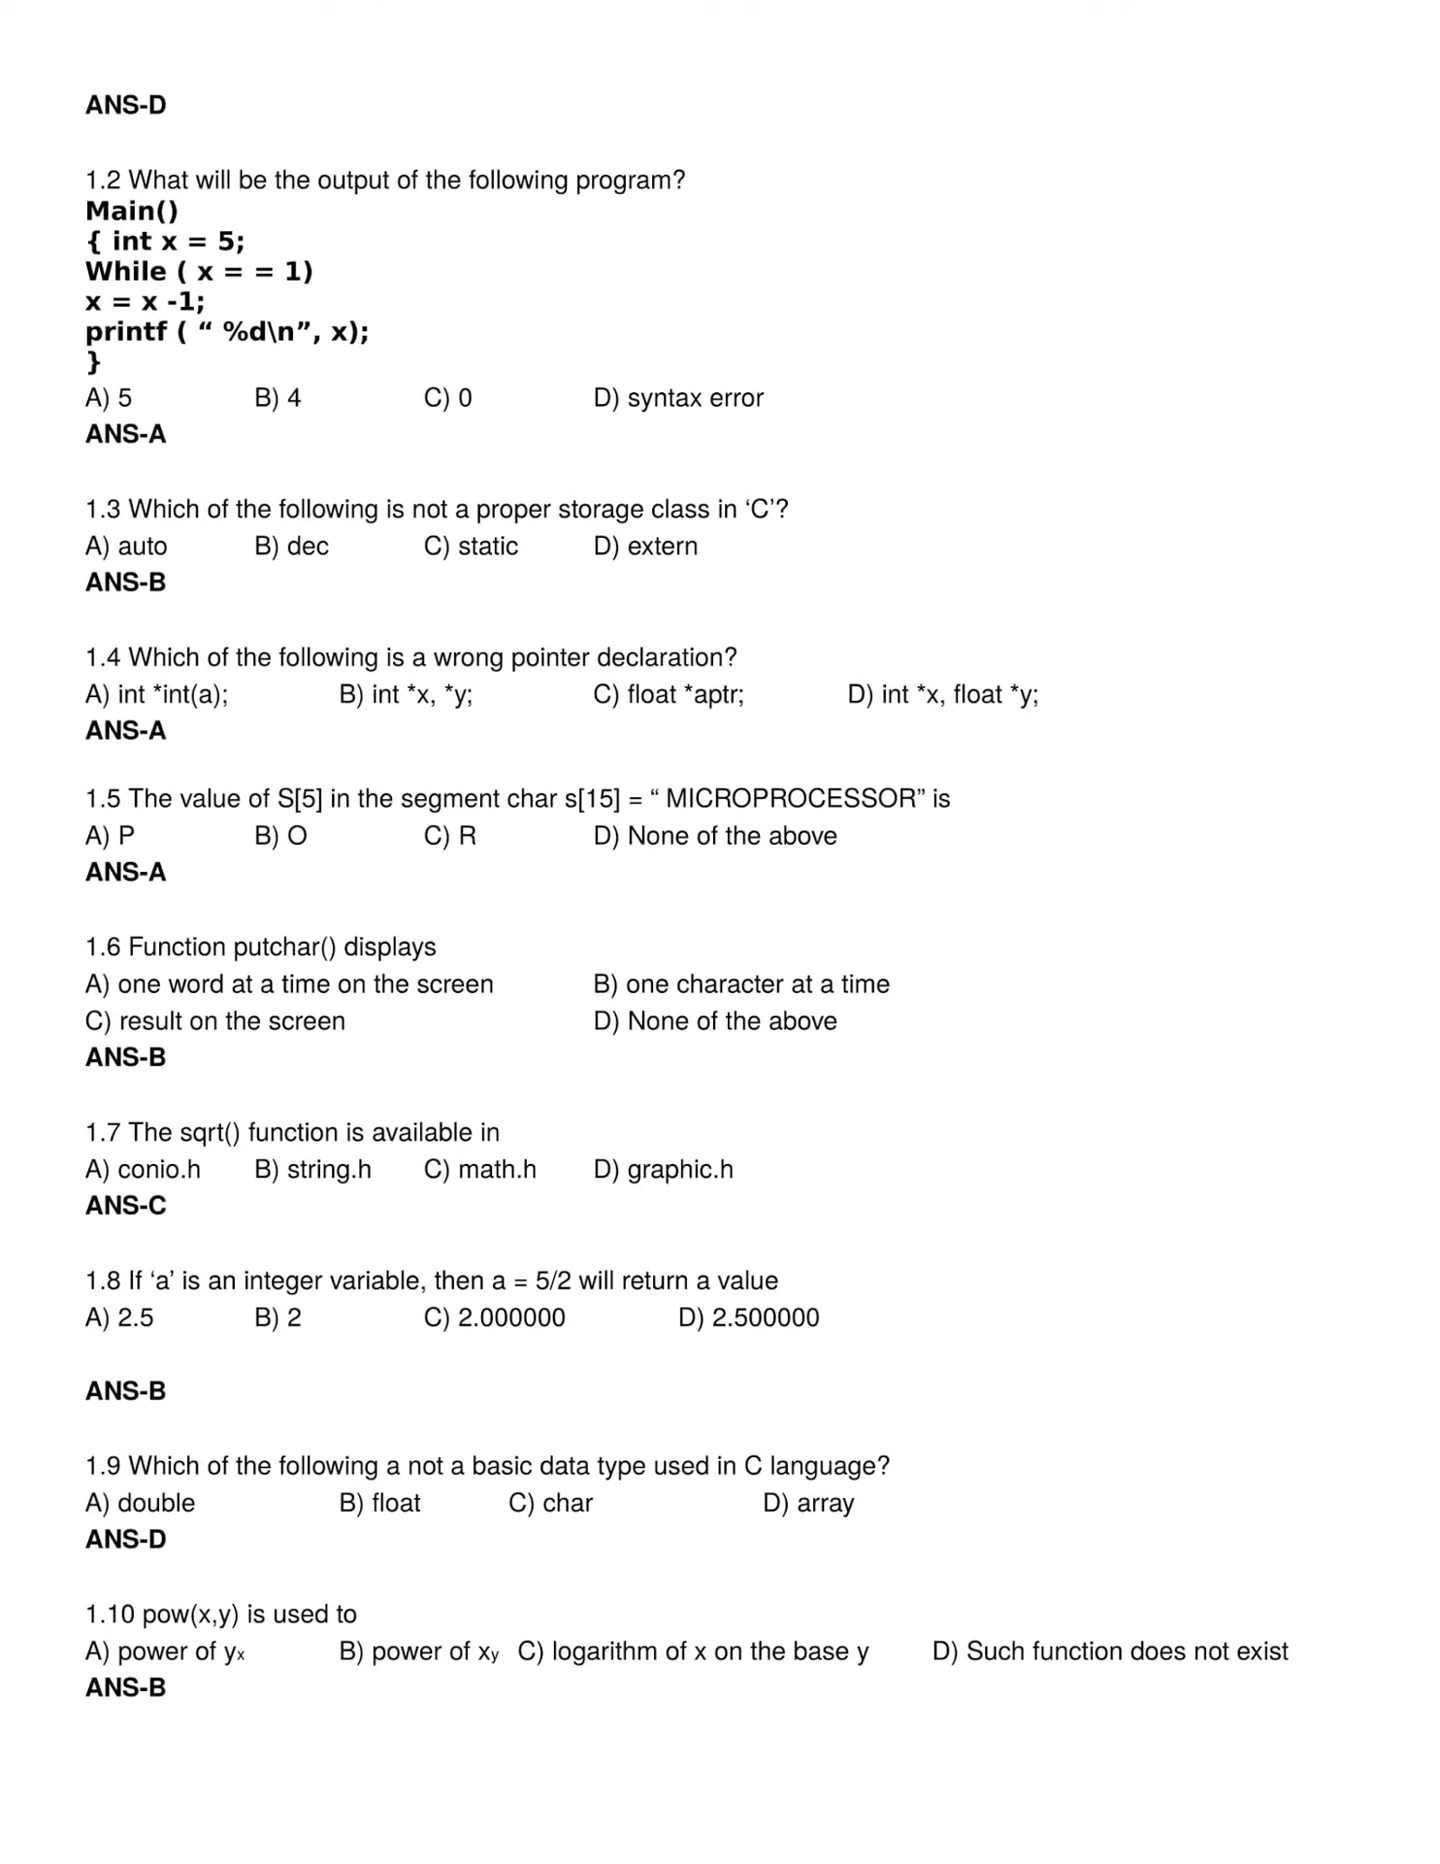 ANS-D
1.2 What will be the output of the following program?
Main()
{ int x = 5;
While ( x = = 1)
x = x -1;
printf ( “ %d\n”, x);
}
A) 5 B) 4 C) 0 D) syntax error
ANS-A
1.3 Which of the following is not a proper storage class in ‘C’?
A) auto B) dec C) static D) extern
ANS-B
1.4 Which of the following is a wrong pointer declaration?
A) int *int(a); B) int *x, *y; C) float *aptr; D) int *x, float *y;
ANS-A
1.5 The value of S[5] in the segment char s[15] = “ MICROPROCESSOR” is
A) P B) O C) R D) None of the above
ANS-A
1.6 Function putchar() displays
A) one word at a time on the screen B) one character at a time
C) result on the screen D) None of the above
ANS-B
1.7 The sqrt() function is available in
A) conio.h B) string.h C) math.h D) graphic.h
ANS-C
1.8 If ‘a’ is an integer variable, then a = 5/2 will return a value
A) 2.5 B) 2 C) 2.000000 D) 2.500000
ANS-B
1.9 Which of the following a not a basic data type used in C language?
A) double B) float C) char D) array
ANS-D
1.10 pow(x,y) is used to
A) power of yx B) power of xy C) logarithm of x on the base y D) Such function does not exist
ANS-B